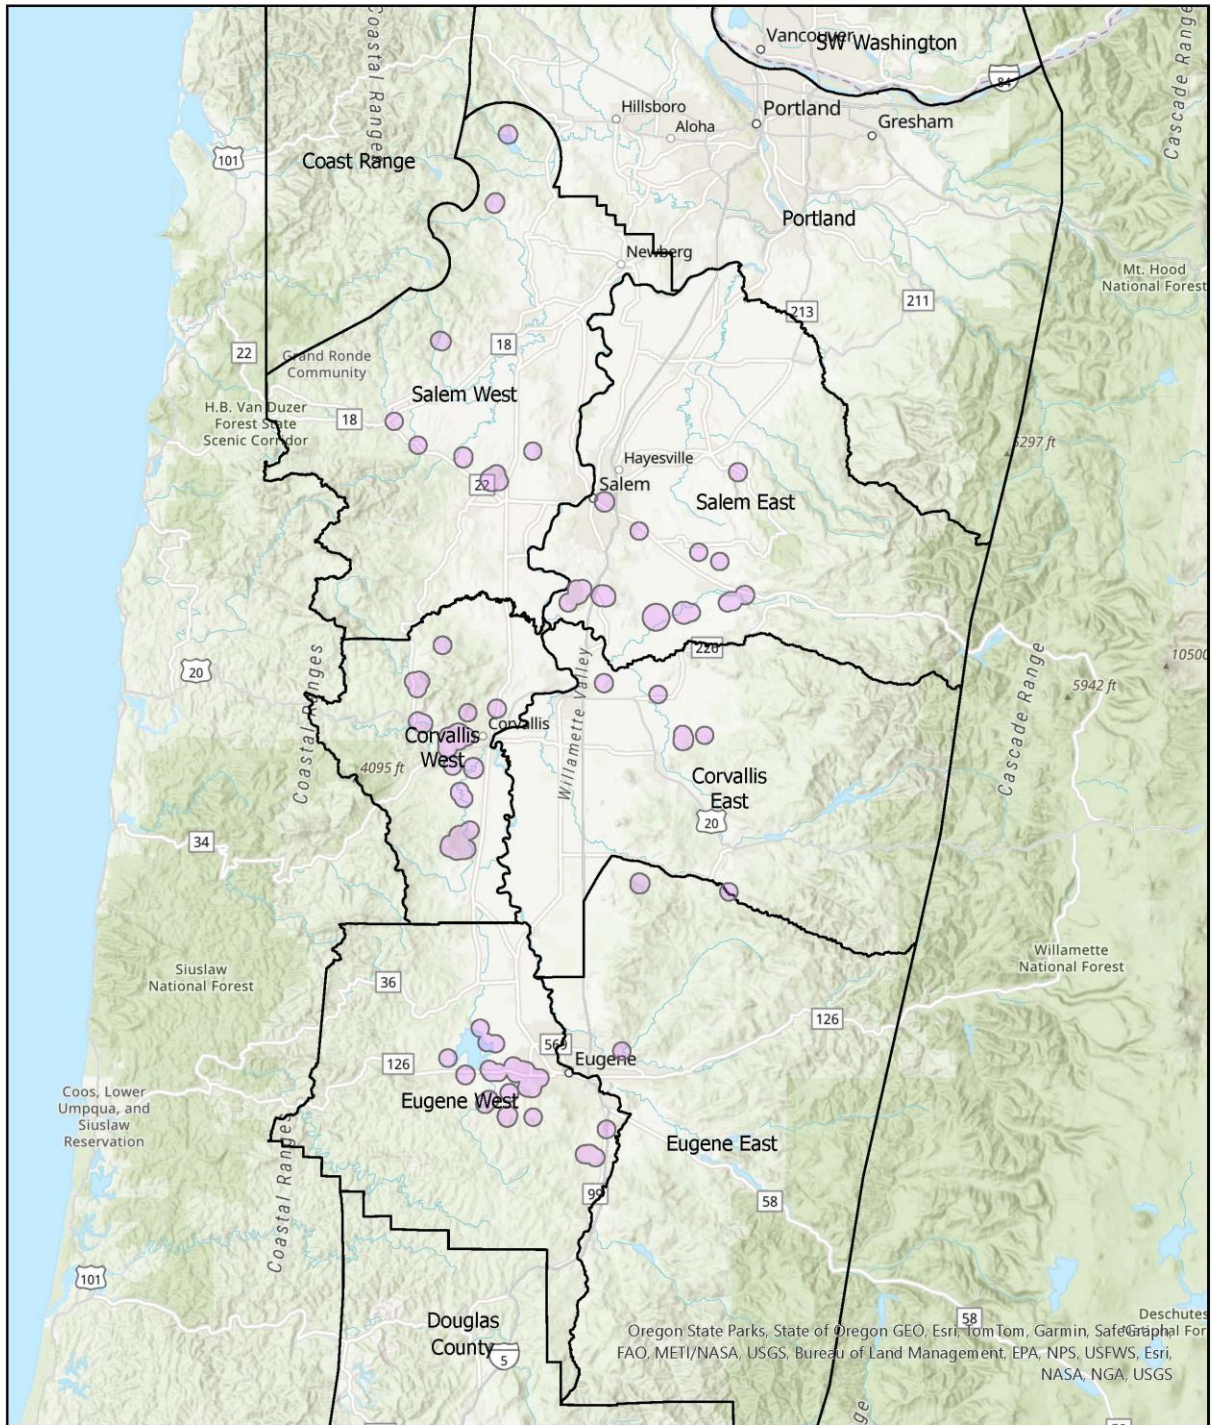 Coastal Ranges
Cascade Range
Vancouver
SW Washington
84
Hillsboro
Portland
Aloha
Gresham
101
Coast Range
Portland
Newberg
Mt. Hood
National Forest
213
211
22
18
Grand Ronde
Community
Salem West
H.B. Van Duzer
Forest State
Scenic Corridor
18
5297 ft
Hayesville
22
Salem
Salem East
Coastal Ranges
20
226
Willamette Valley
Cascade Range
10500
5942 ft
Corvallis
Corvallis
West
4095 ft
Corvallis
East
20
34
Siuslaw
National Forest
Willamette
National Forest
36
126
569
Eugene
126
Coos, Lower
Umpqua, and
Siuslaw
Reservation
Eugene West
Eugene East
Coastal Ranges
99
58
101
Douglas
County
5
58
Deschutes
Oregon State Parks, State of Oregon GEO, Esri, TomTom, Garmin, SafeGraph,
FAO, METI/NASA, USGS, Bureau of Land Management, EPA, NPS, USFWS, Esri,
NASA, NGA, USGS